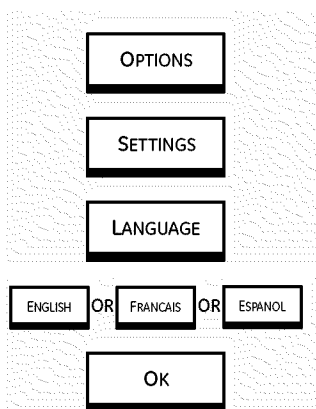 OPTIONS
SETTINGS
LANGUAGE
ENGLISH OR FRANCAIS OR ESPANOL
OK